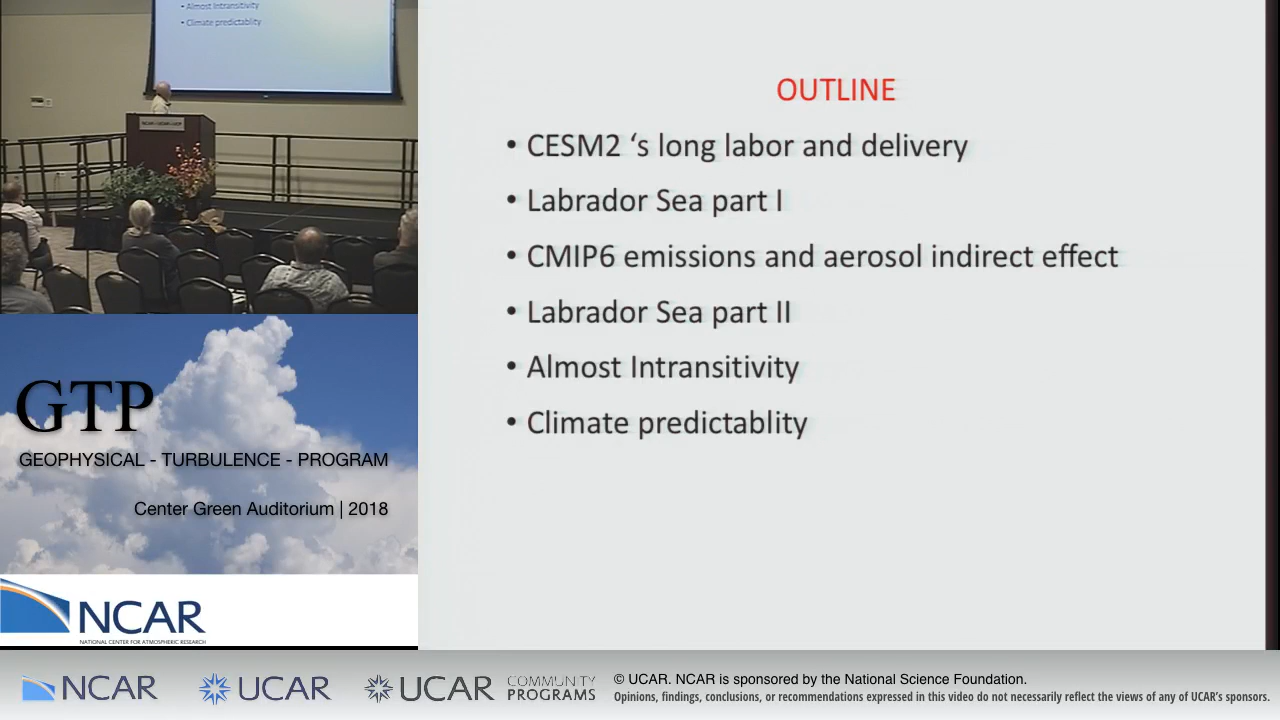 • Almost Intransitivity
• Climate predictablity
OUTLINE
• CESM2 ‘s long labor and delivery
• Labrador Sea part I
• CMIP6 emissions and aerosol indirect effect
• Labrador Sea part II
• Almost Intransitivity
• Climate predictablity
GTP
GEOPHYSICAL - TURBULENCE - PROGRAM
Center Green Auditorium | 2018
NCAR
NATIONAL CENTER FOR ATMOSPHERIC RESEARCH
NCAR
UCAR
UCAR
COMMUNITY
PROGRAMS
© UCAR. NCAR is sponsored by the National Science Foundation.
Opinions, findings, conclusions, or recommendations expressed in this video do not necessarily reflect the views of any of UCAR's sponsors.